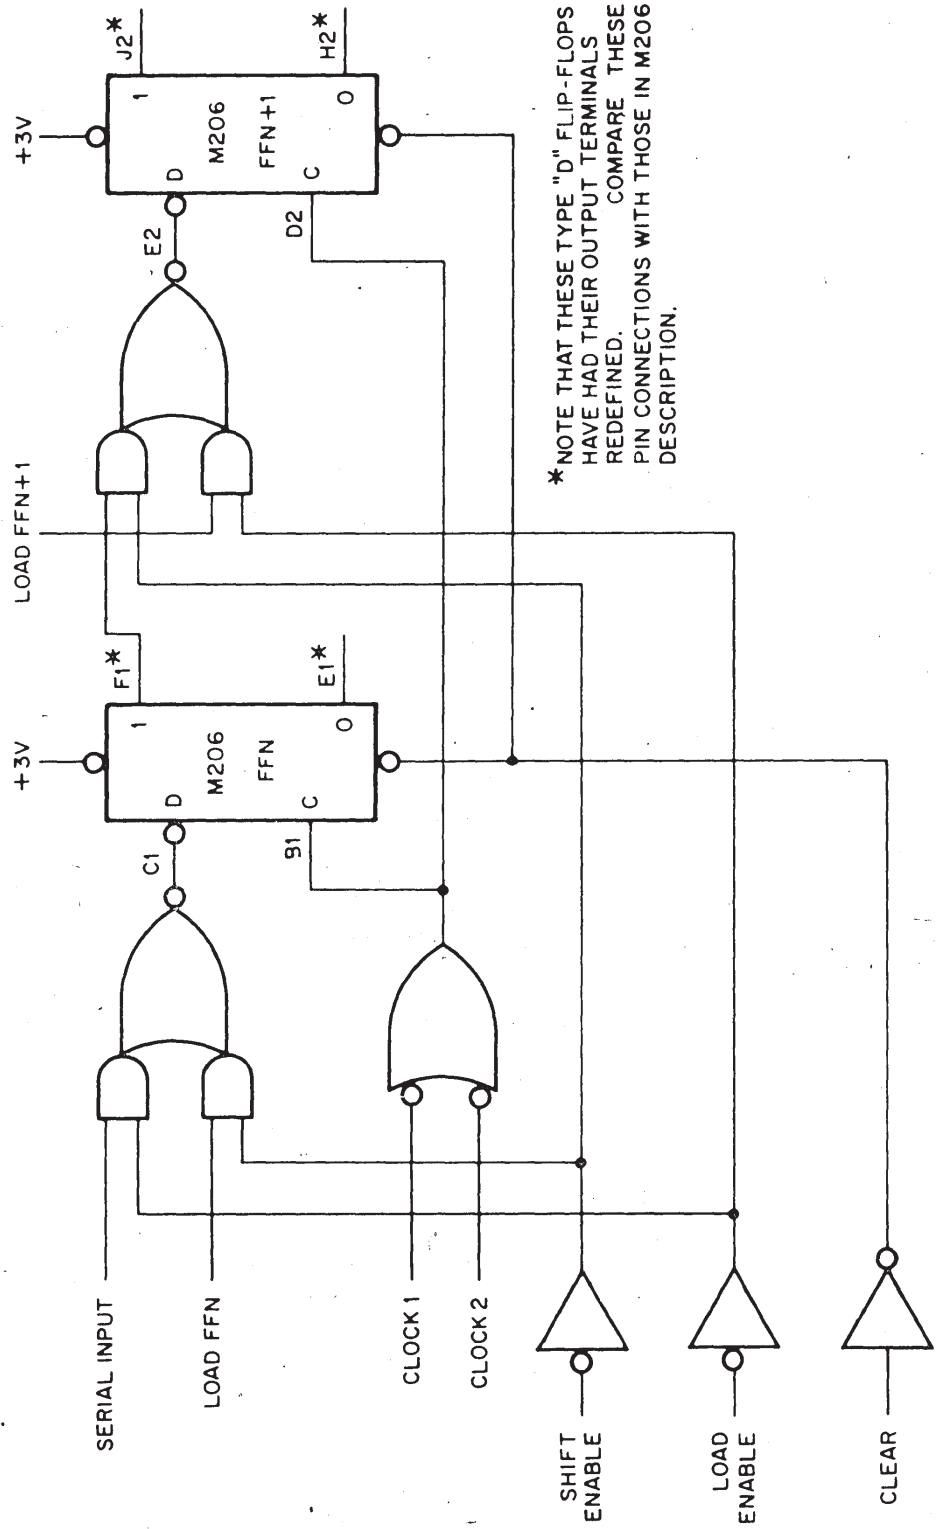 +3V
+3V
LOAD FFN+1
SERIAL INPUT
C1
D
1
F1*
E2
D
1
J2*
M206
M206
LOAD FFN
FFN
FFN+1
B1
C
0
E1*
D2
C
0
H2*
CLOCK 1
CLOCK 2
SHIFT
ENABLE
LOAD
ENABLE
CLEAR
*NOTE THAT THESE TYPE "D" FLIP-FLOPS
HAVE HAD THEIR OUTPUT TERMINALS
REDEFINED. COMPARE THESE
PIN CONNECTIONS WITH THOSE IN M206
DESCRIPTION.